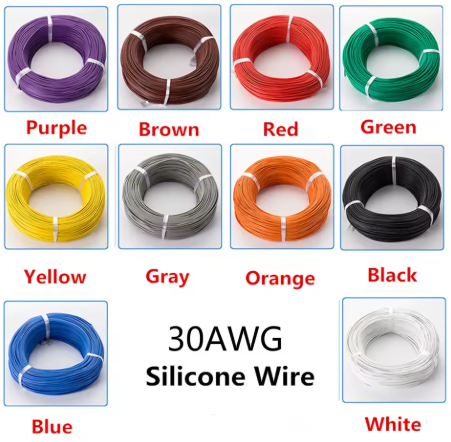 Purple Brown Red Green
Yellow Gray Orange Black
30AWG
Silicone Wire
Blue White